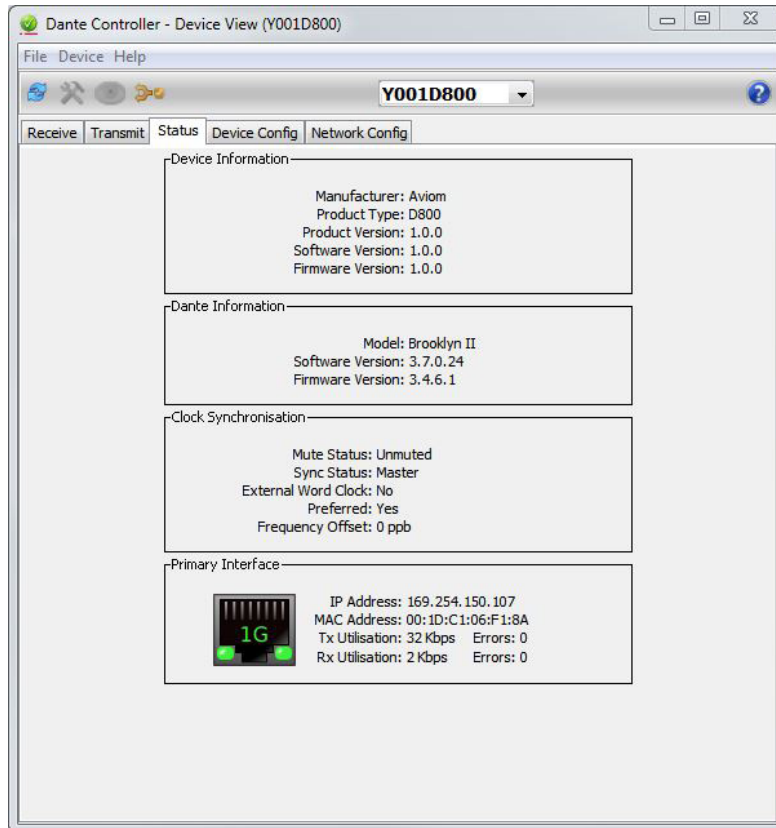 Dante Controller - Device View (Y001D800)
File Device Help
Y001D800
Receive Transmit Status Device Config Network Config
Device Information
Manufacturer: Aviom
Product Type: D800
Product Version: 1.0.0
Software Version: 1.0.0
Firmware Version: 1.0.0
Dante Information
Model: Brooklyn II
Software Version: 3.7.0.24
Firmware Version: 3.4.6.1
Clock Synchronisation
Mute Status: Unmuted
Sync Status: Master
External Word Clock: No
Preferred: Yes
Frequency Offset: 0 ppb
Primary Interface
1G
IP Address: 169.254.150.107
MAC Address: 00:1D:C1:06:F1:8A
Tx Utilisation: 32 Kbps Errors: 0
Rx Utilisation: 2 Kbps Errors: 0